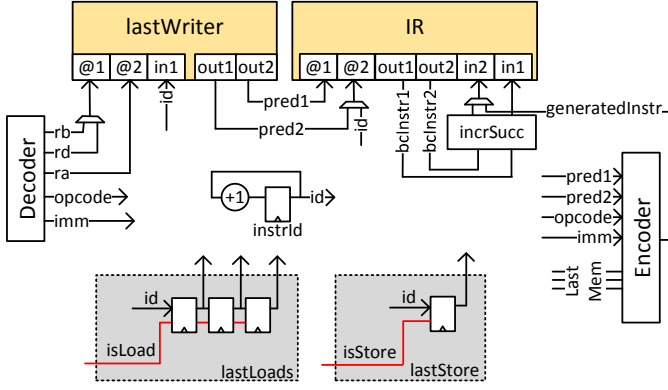 lastWriter
IR
@1 @2 in1 out1 out2
@1 @2 out1 out2 in2 in1
id
pred1
pred2
id
bcInstr1
bcInstr2
incrSucc
generatedInstr
Decoder
rb
rd
ra
opcode
imm
+1
id
instrId
pred1
pred2
opcode
imm
Last
Mem
Encoder
id
isLoad
lastLoads
id
isStore
lastStore